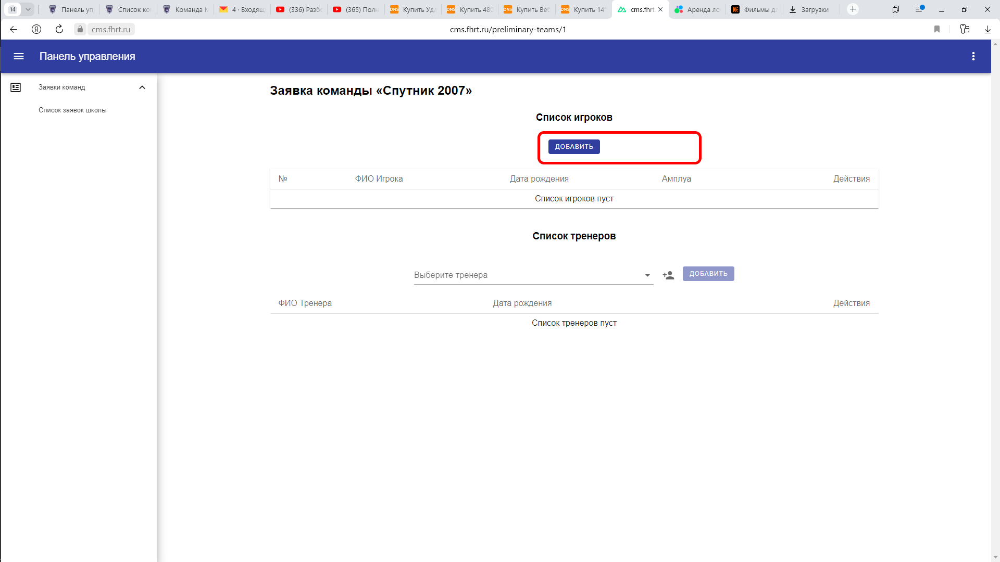 14
Панель уп
Список ко
Команда М
4 · Входящ
(336) Разб
(365) Полн
Купить Уд
Купить 480
Купить Ве
Купить 14"
cms.fhrt.
Аренда ло
Фильмы д
Загрузки
cms.fhrt.ru
cms.fhrt.ru/preliminary-teams/1
Панель управления
Заявки команд
Список заявок школы
Заявка команды «Спутник 2007»
Список игроков
ДОБАВИТЬ
№ ФИО Игрока Дата рождения Амплуа Действия
Список игроков пуст
Список тренеров
Выберите тренера ДОБАВИТЬ
ФИО Тренера Дата рождения Действия
Список тренеров пуст